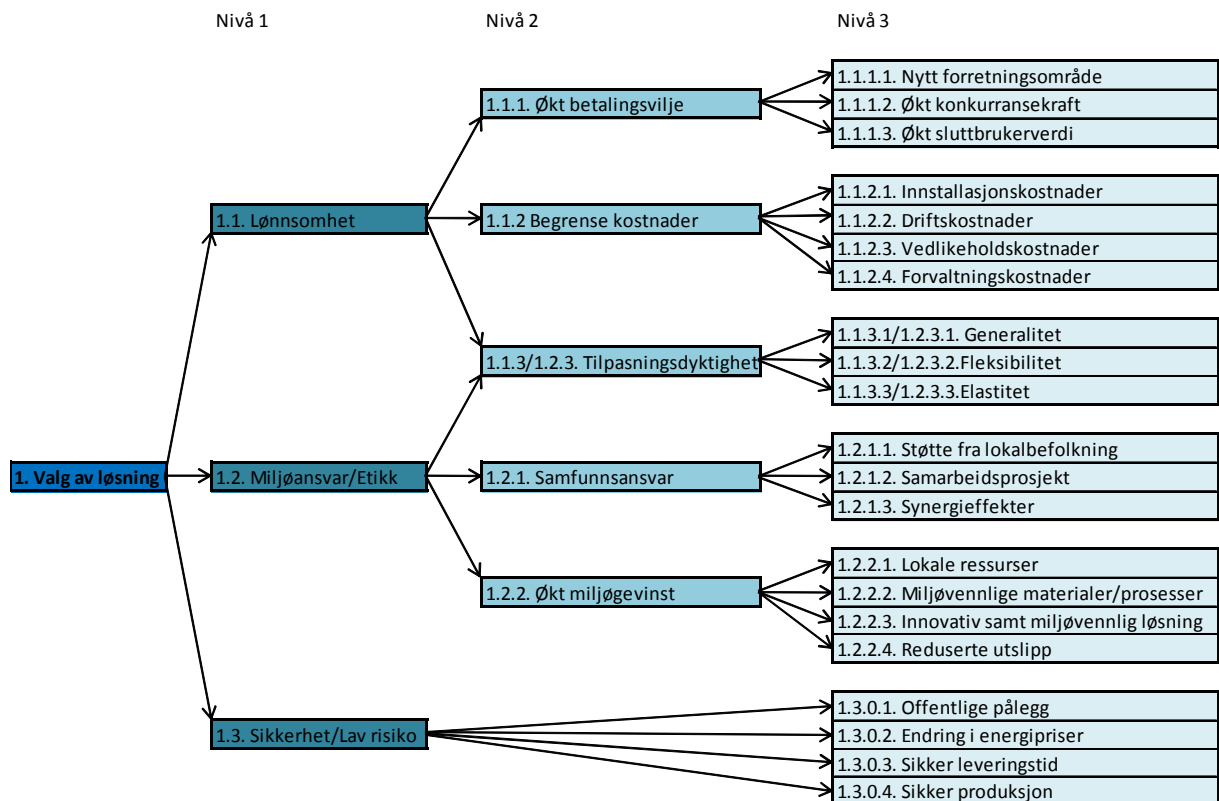 Nivå 1
Nivå 2
Nivå 3
1. Valg av løsning
1.1. Lønnsomhet
1.1.1. Økt betalingsvilje
1.1.1.1. Nytt forretningsområde
1.1.1.2. Økt konkurransekraft
1.1.1.3. Økt sluttbrukerverdi
1.1.2 Begrense kostnader
1.1.2.1. Innstallasjonskostnader
1.1.2.2. Driftskostnader
1.1.2.3. Vedlikeholdskostnader
1.1.2.4. Forvaltningskostnader
1.1.3/1.2.3. Tilpasningsdyktighet
1.1.3.1/1.2.3.1. Generalitet
1.1.3.2/1.2.3.2.Fleksibilitet
1.1.3.3/1.2.3.3.Elastitet
1.2. Miljøansvar/Etikk
1.2.1. Samfunnsansvar
1.2.1.1. Støtte fra lokalbefolkning
1.2.1.2. Samarbeidsprosjekt
1.2.1.3. Synergieffekter
1.2.2. Økt miljøgevinst
1.2.2.1. Lokale ressurser
1.2.2.2. Miljøvennlige materialer/prosesser
1.2.2.3. Innovativ samt miljøvennlig løsning
1.2.2.4. Reduserte utslipp
1.3. Sikkerhet/Lav risiko
1.3.0.1. Offentlige pålegg
1.3.0.2. Endring i energipriser
1.3.0.3. Sikker leveringstid
1.3.0.4. Sikker produksjon